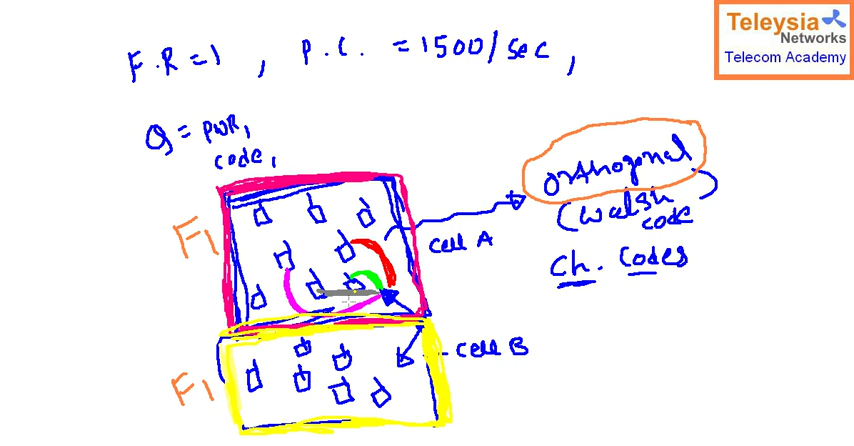 Teleysia
NETWORKS
Telecom Academy
F.R=1 , P.C. =1500/sec,
Q= PWR,
code,
orthogonal
(Walsh
code)
Ch. Codes
F1
cell A
F1
cell B